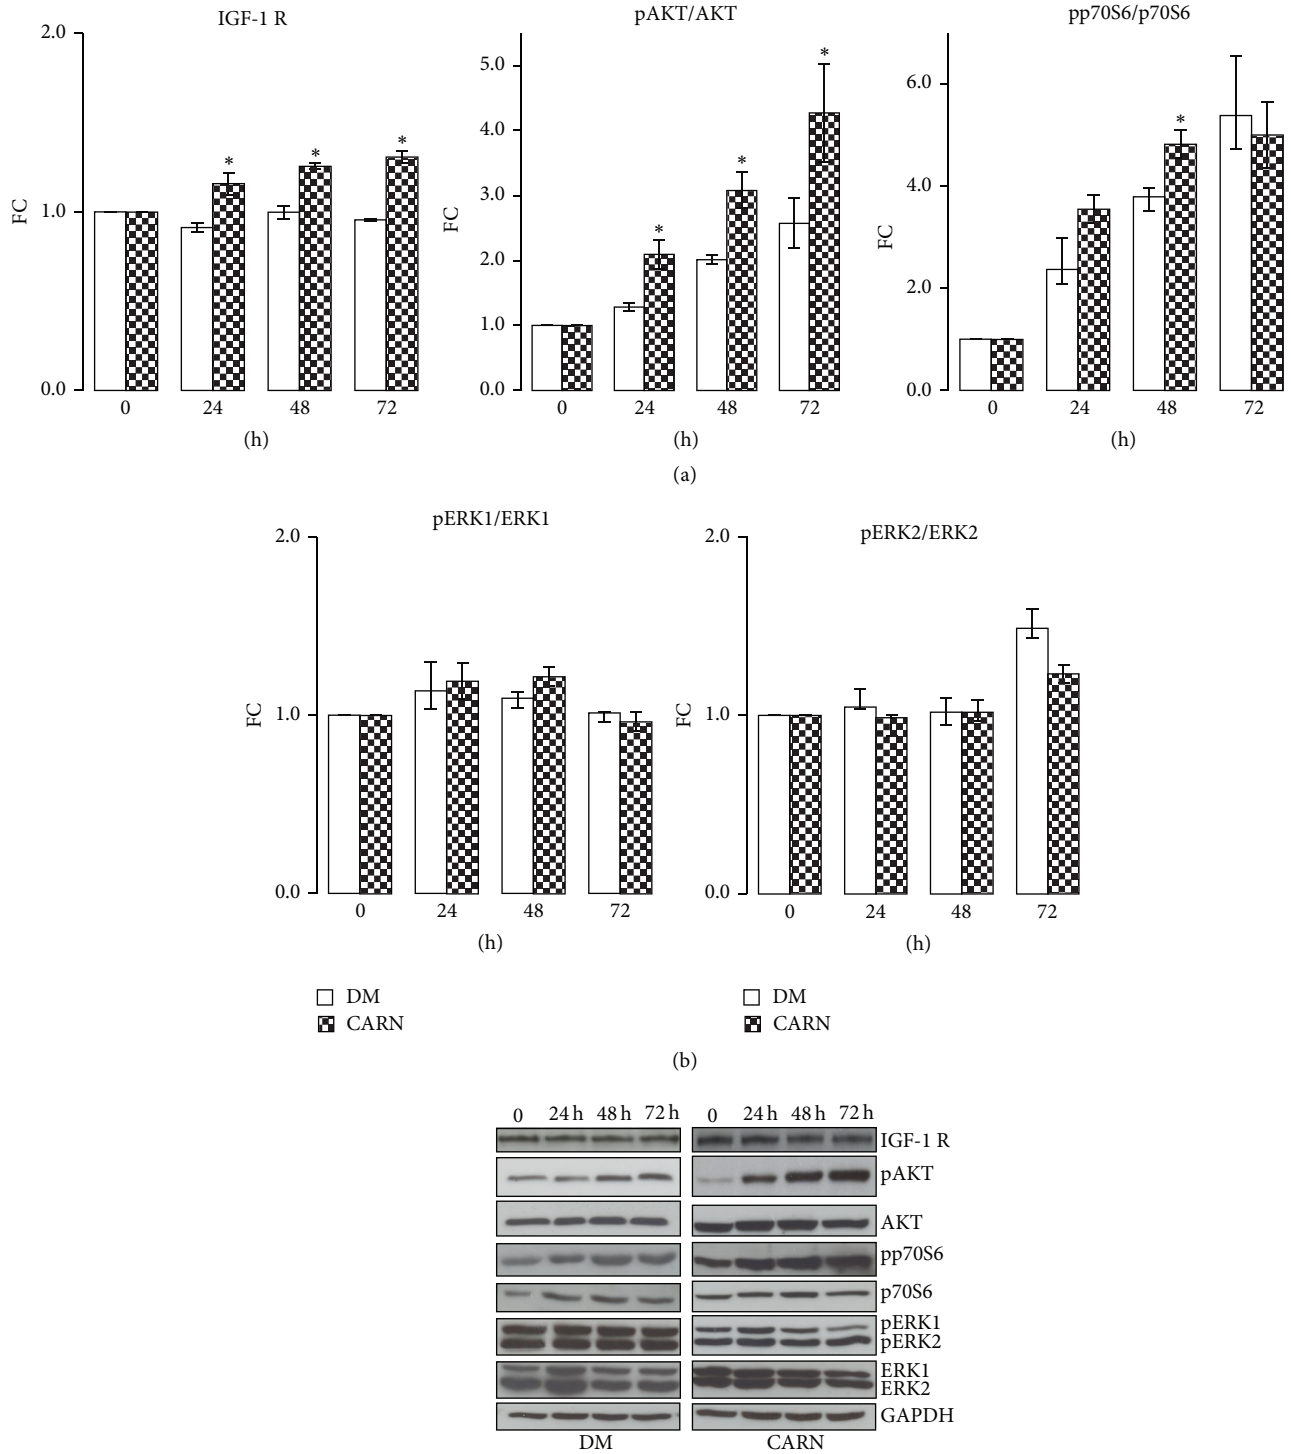 IGF-1 R
2.0
1.0
0.0
FC
* * *
0 24 48 72
(h)
pAKT/AKT
5.0
4.0
3.0
2.0
1.0
0.0
FC
* * *
0 24 48 72
(h)
pp70S6/p70S6
6.0
4.0
2.0
0.0
FC
*
0 24 48 72
(h)
(a)
pERK1/ERK1
2.0
1.0
0.0
FC
0 24 48 72
(h)
DM
CARN
pERK2/ERK2
2.0
1.0
0.0
FC
0 24 48 72
(h)
DM
CARN
(b)
0 24 h 48 h 72 h 0 24 h 48 h 72 h
IGF-1 R
pAKT
AKT
pp70S6
p70S6
pERK1
pERK2
ERK1
ERK2
GAPDH
DM CARN